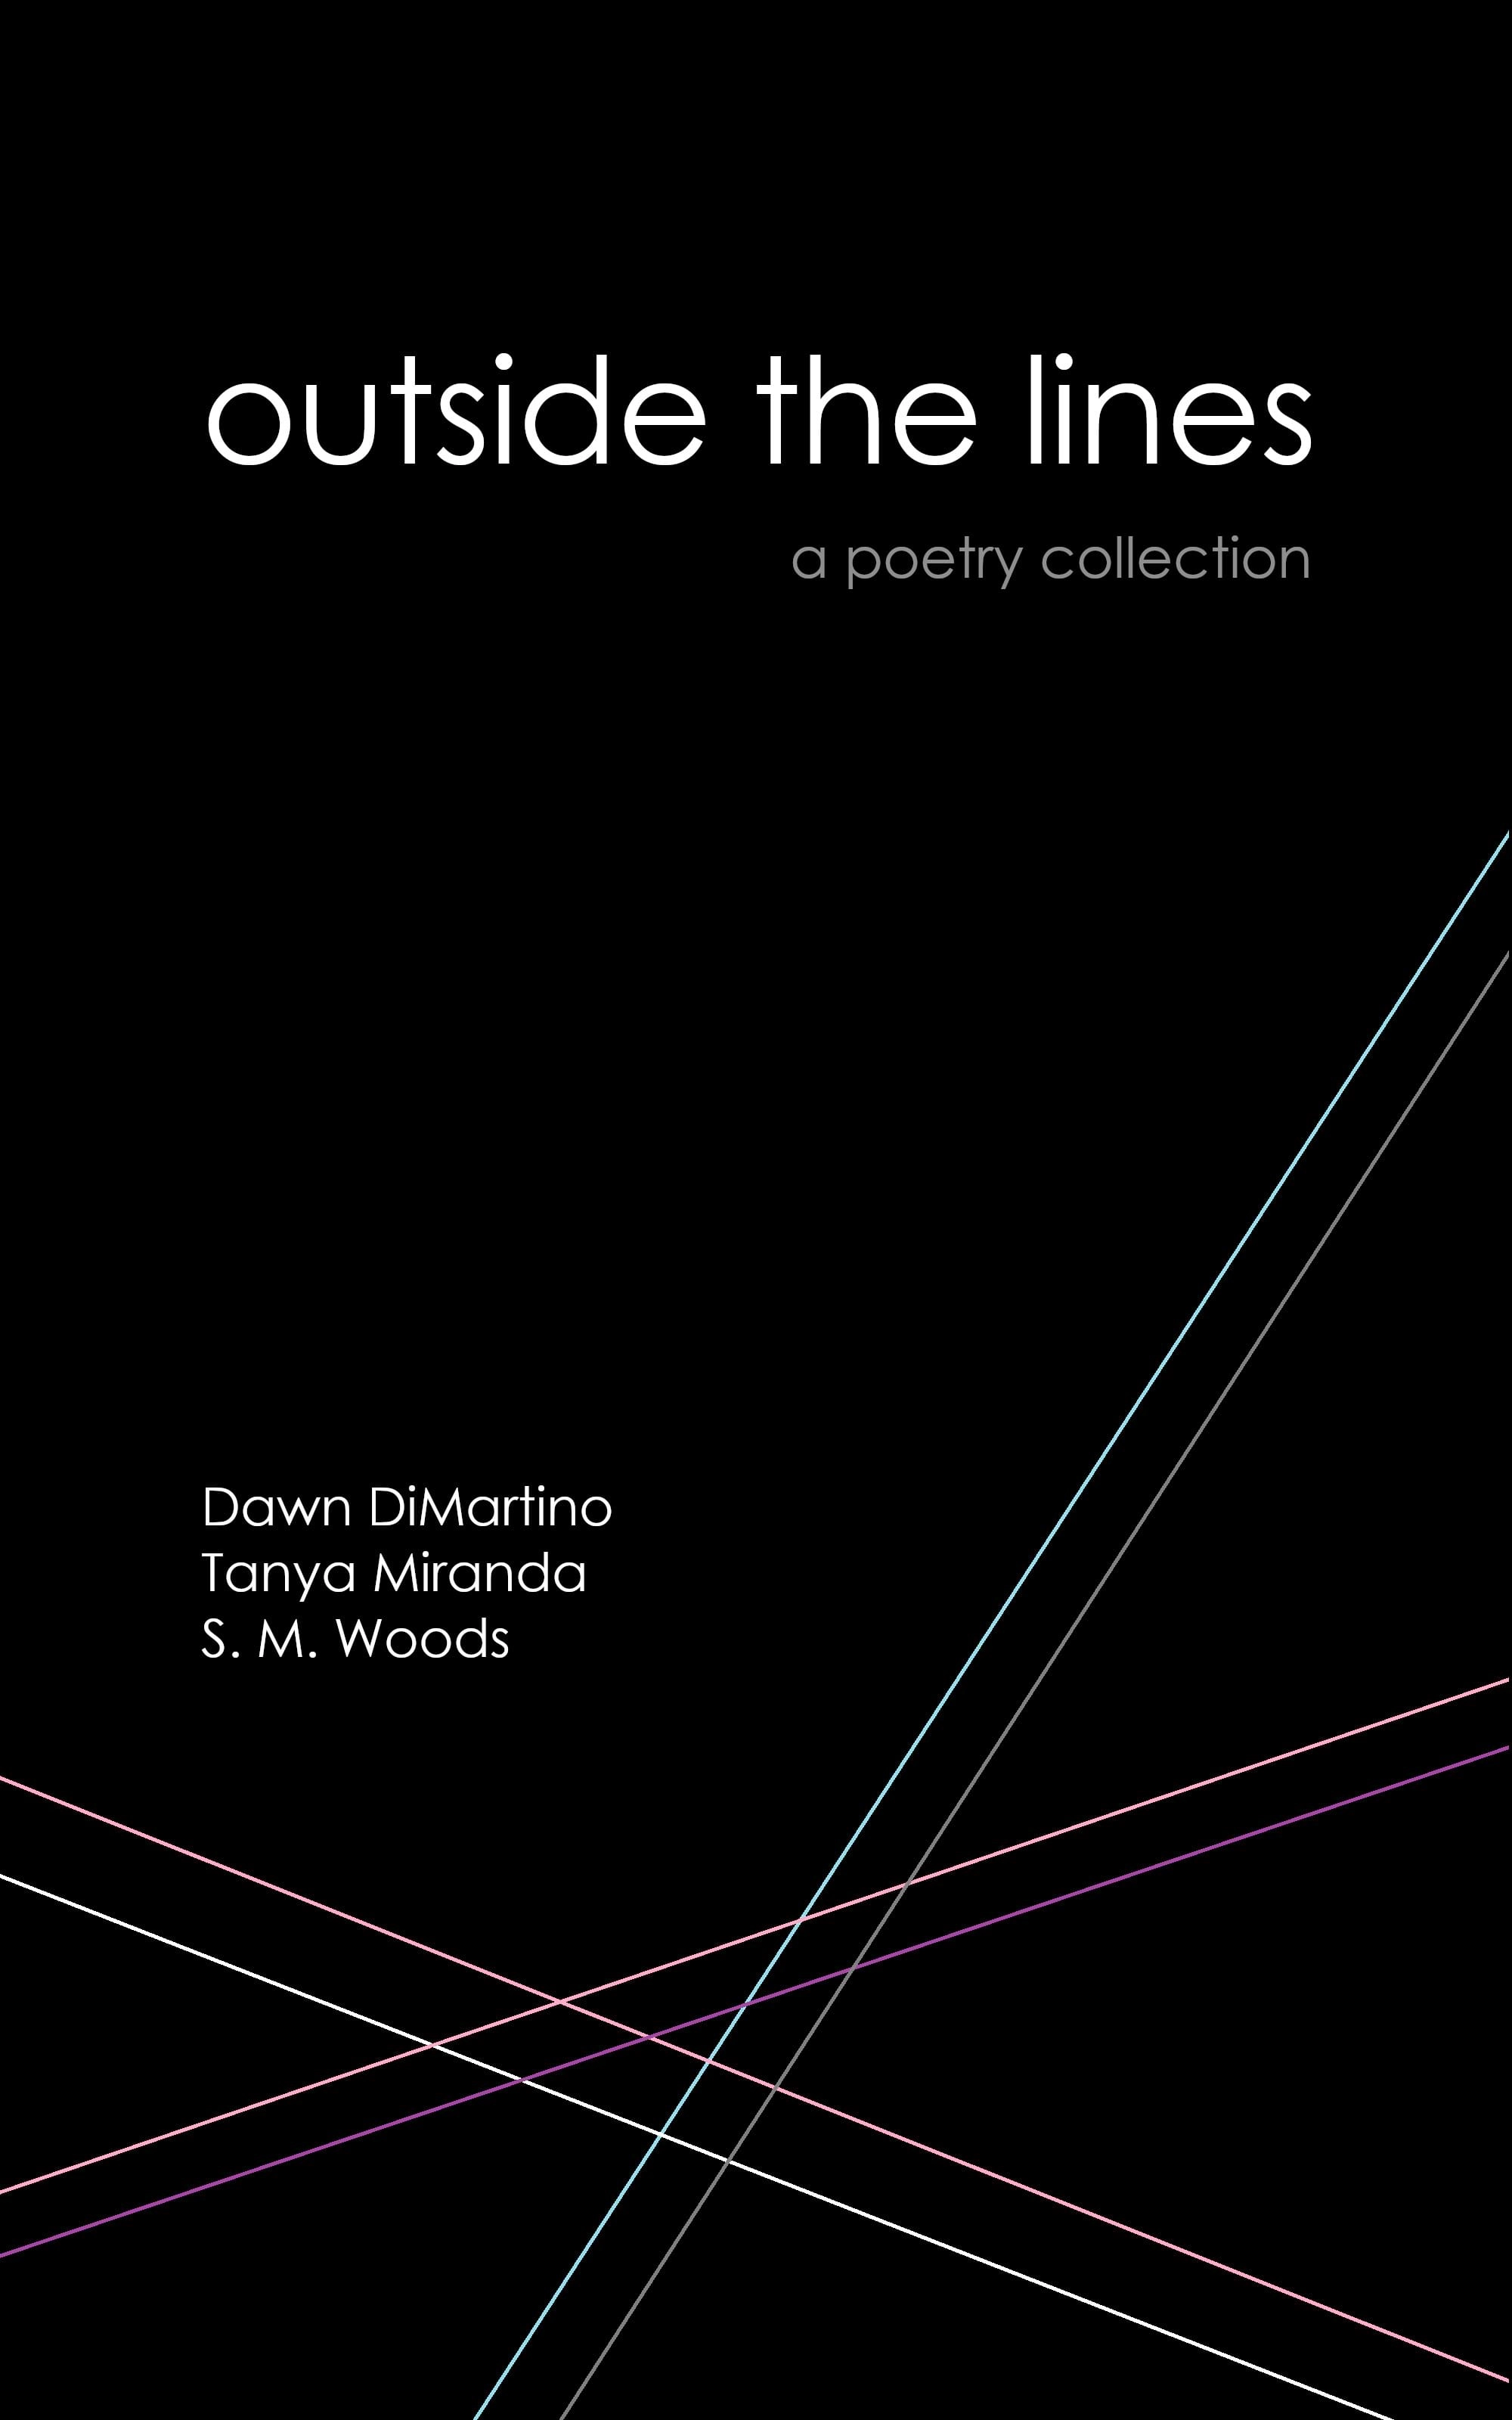 outside the lines
a poetry collection
Dawn DiMartino
Tanya Miranda
S. M. Woods